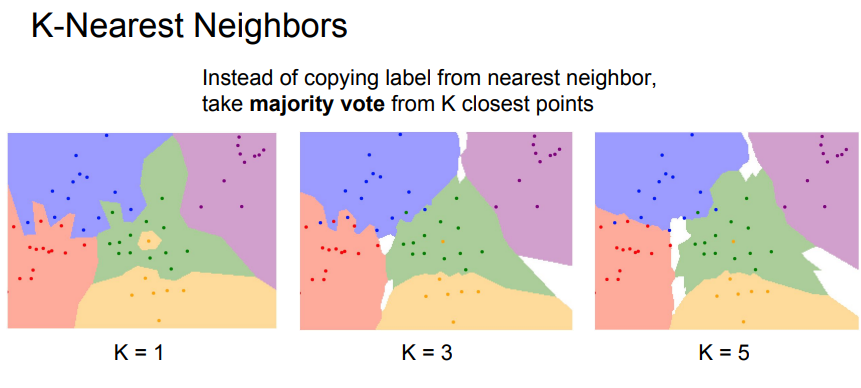 K-Nearest Neighbors
Instead of copying label from nearest neighbor,
take majority vote from K closest points
K = 1
K = 3
K = 5